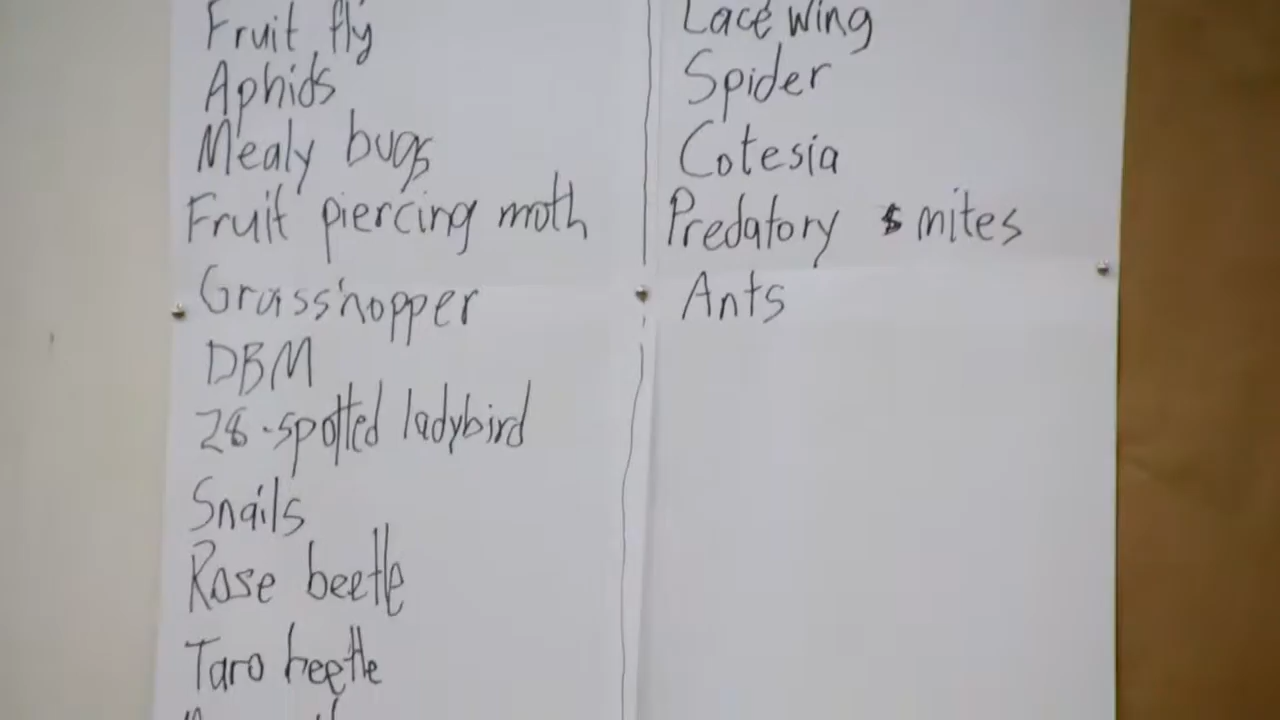 Fruit fly
Aphids
Mealy bugs
Fruit piercing moth
Grasshopper
DBM
28-spotted ladybird
Snails
Rose beetle
Taro beetle
Lace wing
Spider
Cotesia
Predatory mites
Ants